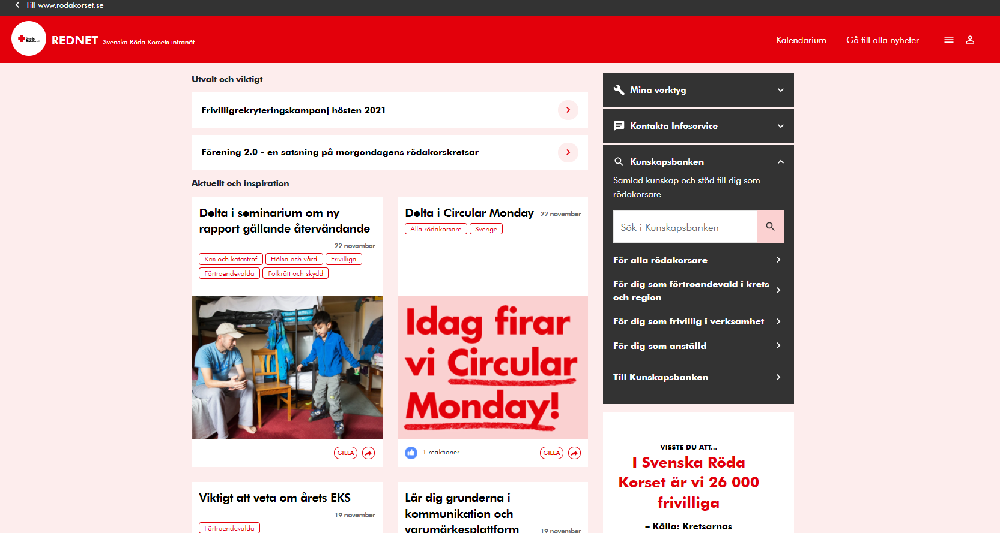 Till www.rodakorset.se
Svenska
Röda Korset
REDNET Svenska Röda Korsets intranät
Kalendarium
Gå till alla nyheter
Utvalt och viktigt
Frivilligrekryteringskampanj hösten 2021
Förening 2.0 - en satsning på morgondagens rödakorskretsar
Aktuellt och inspiration
Delta i seminarium om ny
rapport gällande återvändande
22 november
Kris och katastrof Hälsa och vård Frivilliga
Förtroendevalda Folkrätt och skydd
GILLA
Delta i Circular Monday 22 november
Alla rödakorsare Sverige
Idag firar
vi Circular
Monday!
1 reaktioner GILLA
Viktigt att veta om årets EKS
19 november
Förtroendevalda
Lär dig grunderna i
kommunikation och
varumärkesplattform
19 november
Mina verktyg
Kontakta Infoservice
Kunskapsbanken
Samlad kunskap och stöd till dig som
rödakorsare
Sök i Kunskapsbanken
För alla rödakorsare
För dig som förtroendevald i krets
och region
För dig som frivillig i verksamhet
För dig som anställd
Till Kunskapsbanken
VISSTE DU ATT...
I Svenska Röda
Korset är vi 26 000
frivilliga
– Källa: Kretsarnas